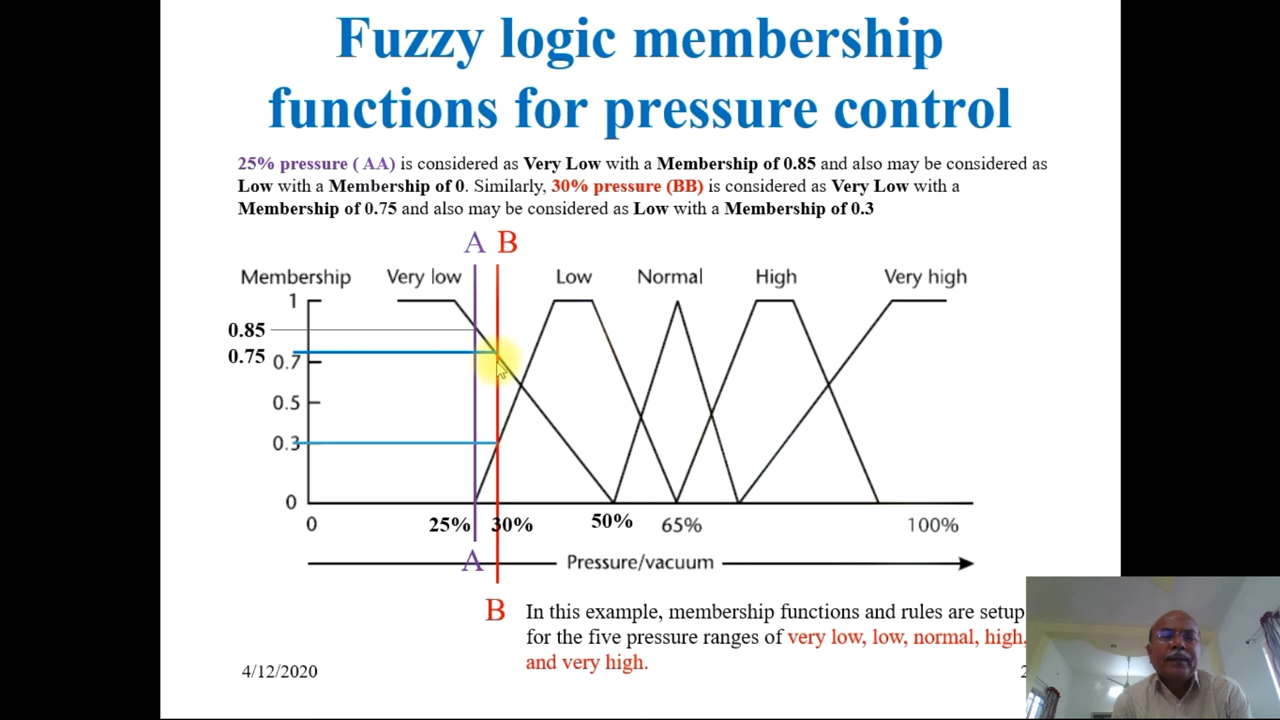 Fuzzy logic membership
functions for pressure control
25% pressure ( AA) is considered as Very Low with a Membership of 0.85 and also may be considered as
Low with a Membership of 0. Similarly, 30% pressure (BB) is considered as Very Low with a
Membership of 0.75 and also may be considered as Low with a Membership of 0.3
A B
Membership Very low Low Normal High Very high
1
0.85
0.75
0.7
0.5
0.3
0
0 25% 30% 50% 65% 100%
A Pressure/vacuum
B
In this example, membership functions and rules are setup
for the five pressure ranges of very low, low, normal, high,
and very high.
4/12/2020